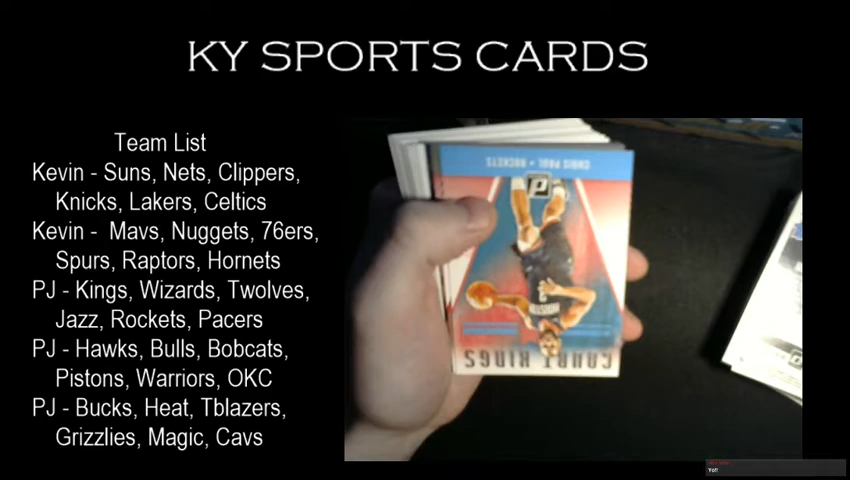 KY SPORTS CARDS
Team List
Kevin - Suns, Nets, Clippers,
Knicks, Lakers, Celtics
Kevin - Mavs, Nuggets, 76ers,
Spurs, Raptors, Hornets
PJ - Kings, Wizards, Twolves,
Jazz, Rockets, Pacers
PJ - Hawks, Bulls, Bobcats,
Pistons, Warriors, OKC
PJ - Bucks, Heat, Tblazers,
Grizzlies, Magic, Cavs
CHRIS PAUL • ROCKETS
HOUSTON
COURT KINGS
Yo!!